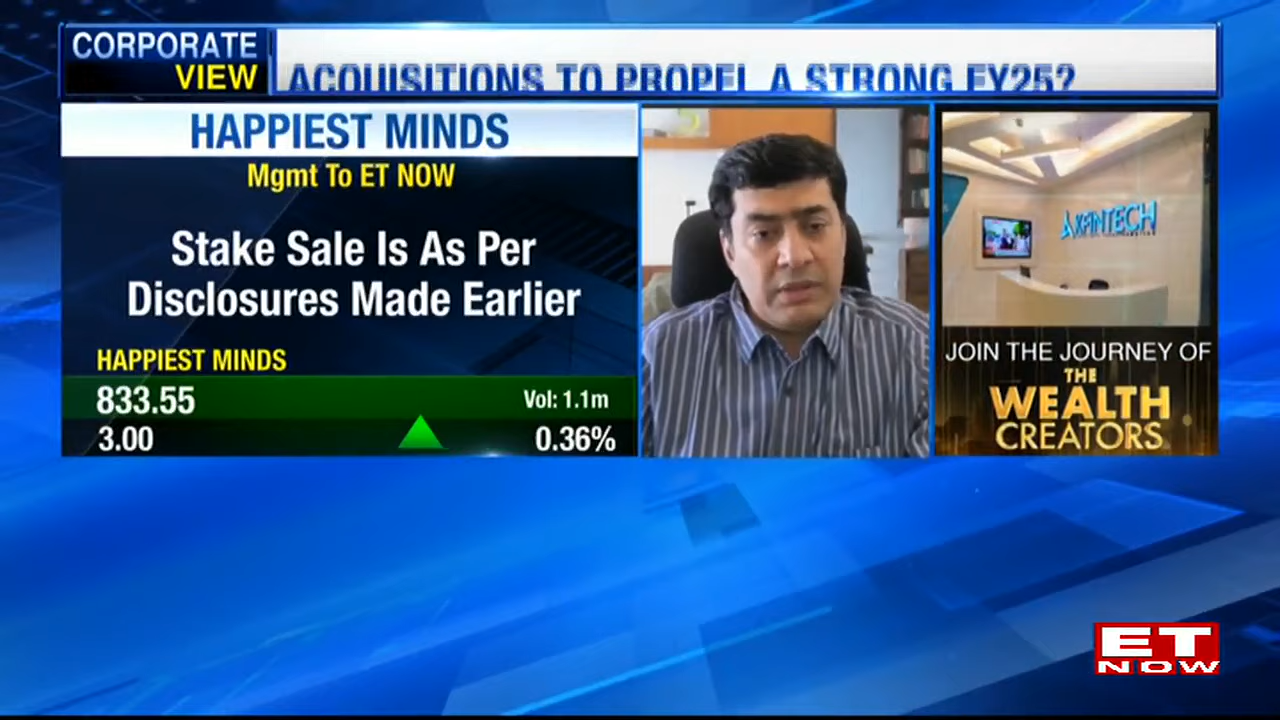 CORPORATE
VIEW
ACQUISITIONS TO PROPEL A STRONG FY25?
HAPPIEST MINDS
Mgmt To ET NOW
Stake Sale Is As Per
Disclosures Made Earlier
HAPPIEST MINDS
833.55
Vol: 1.1m
3.00
0.36%
KFINTECH
JOIN THE JOURNEY OF
THE
WEALTH
CREATORS
ET
NOW